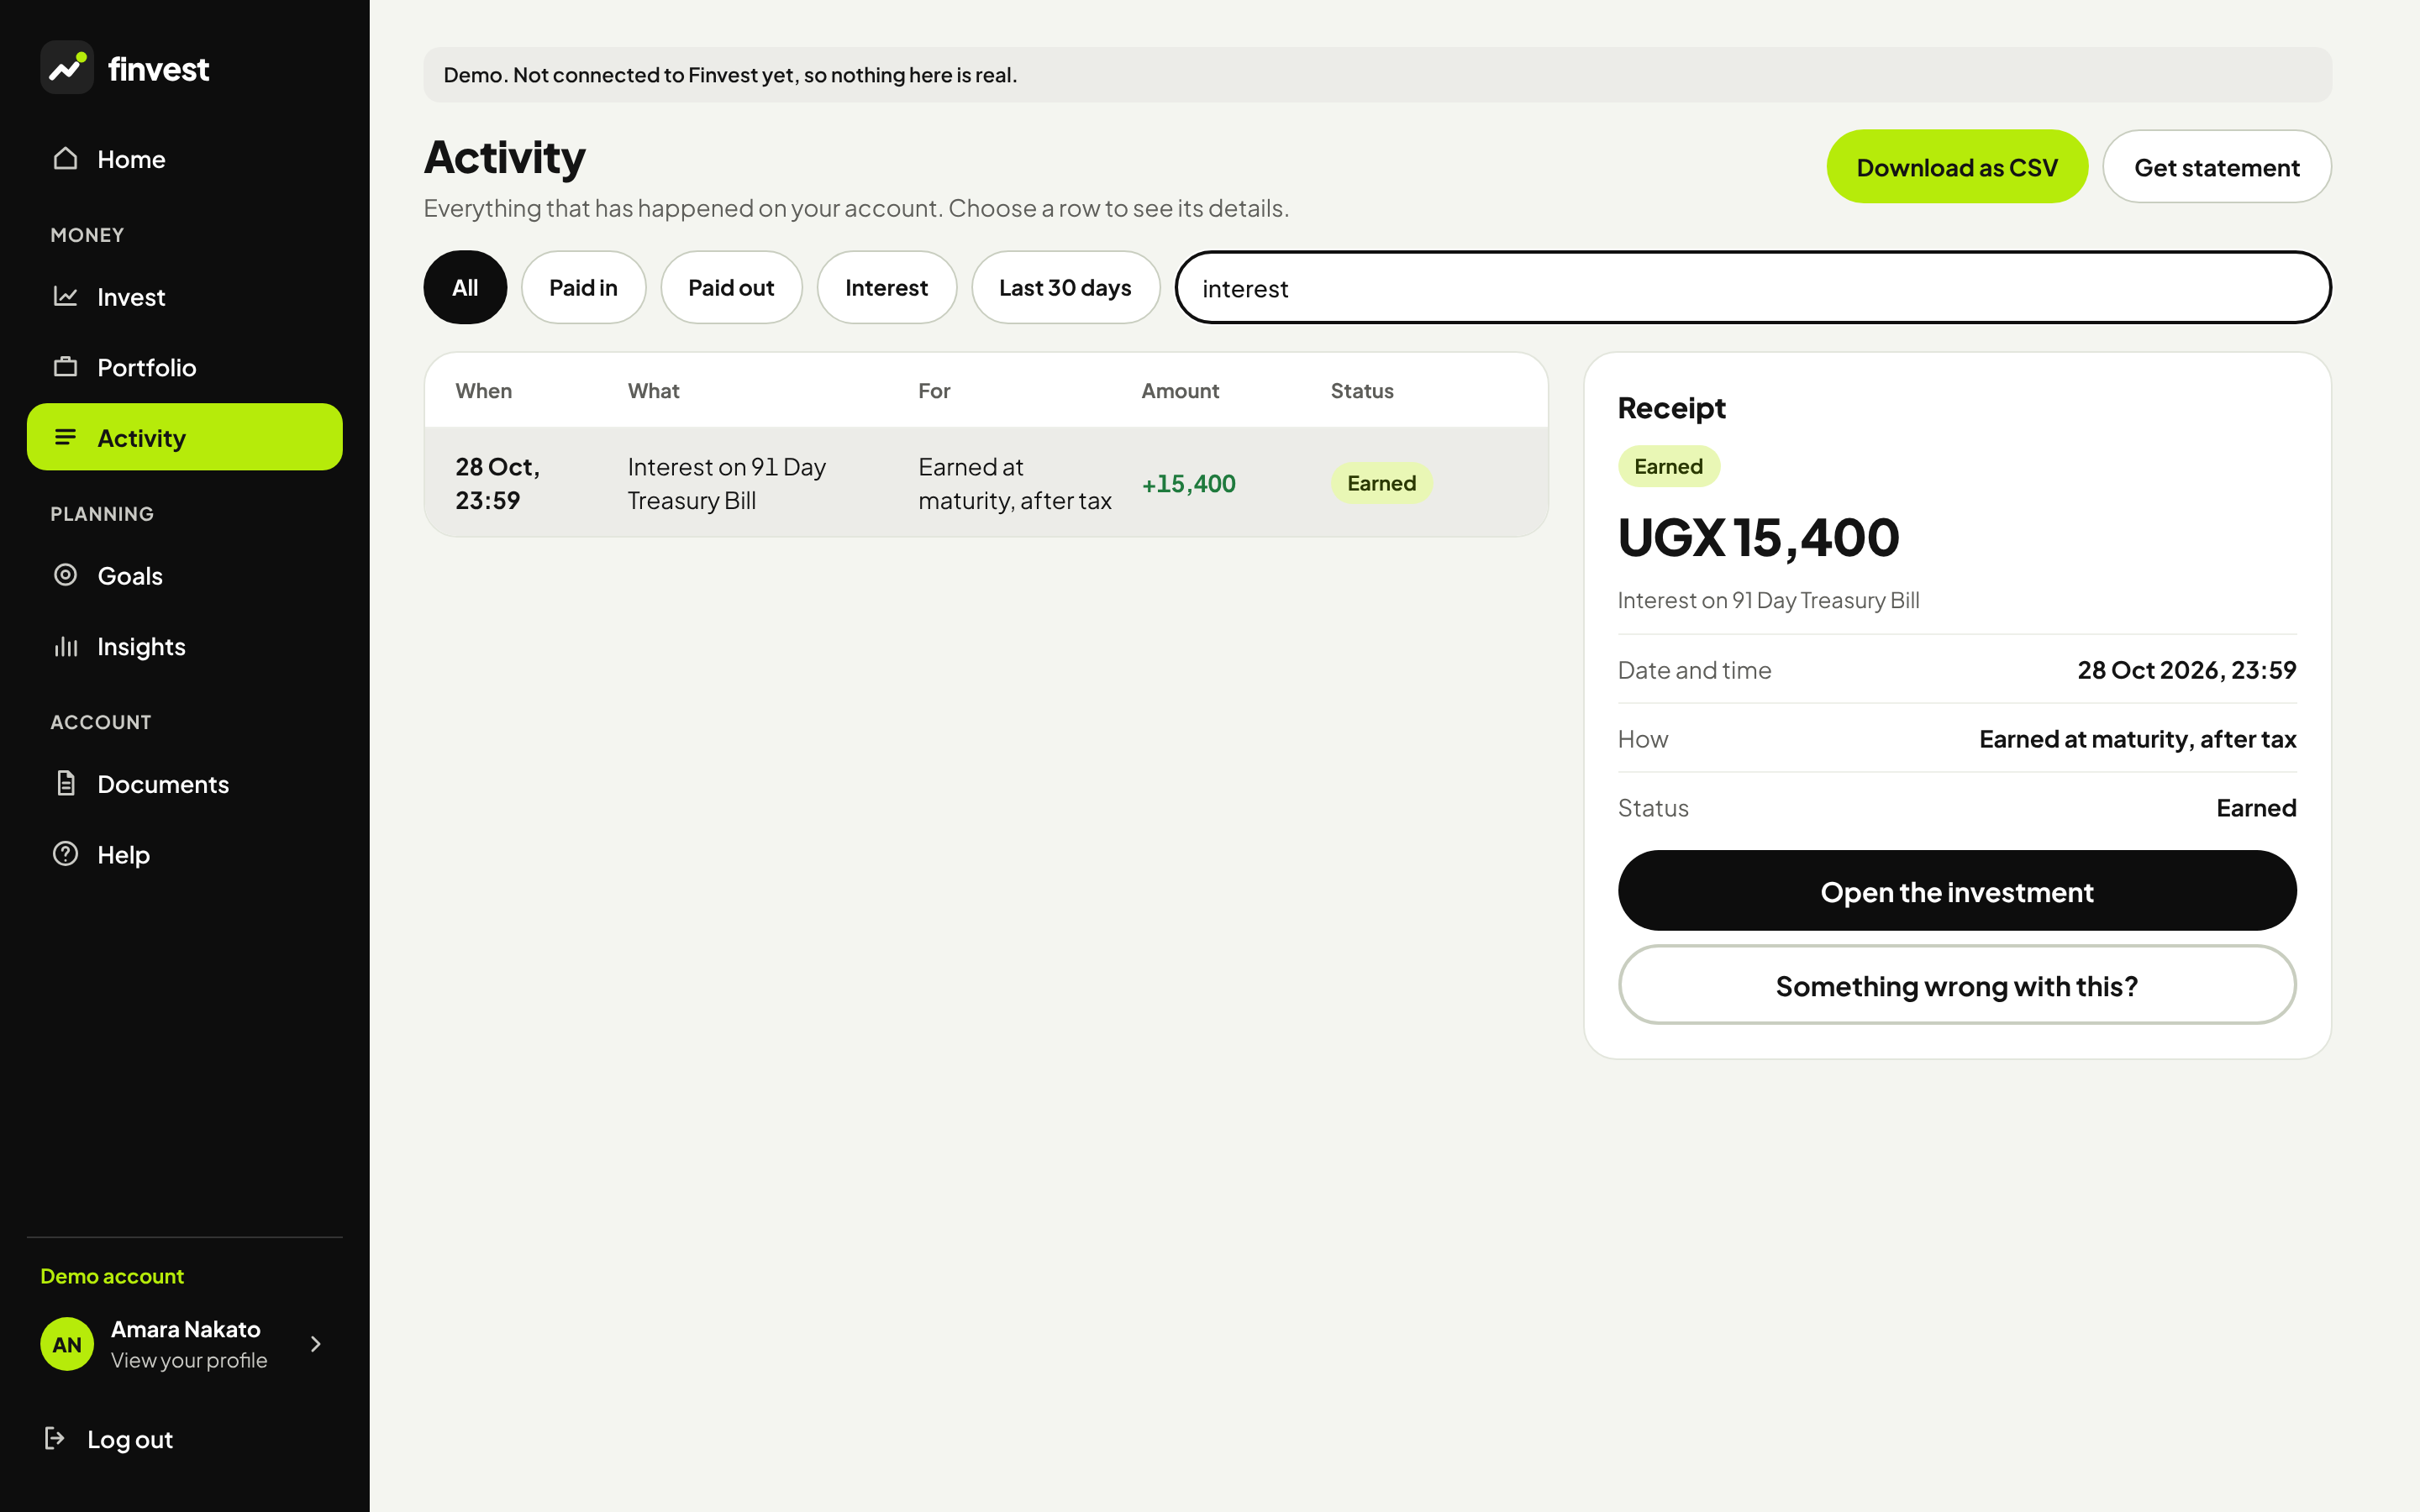 finvest
Home
MONEY
Invest
Portfolio
Activity
PLANNING
Goals
Insights
ACCOUNT
Documents
Help
Demo account
AN
Amara Nakato
View your profile
Log out
Demo. Not connected to Finvest yet, so nothing here is real.
Activity
Everything that has happened on your account. Choose a row to see its details.
Download as CSV
Get statement
All
Paid in
Paid out
Interest
Last 30 days
interest
When What For Amount Status
28 Oct,
23:59
Interest on 91 Day
Treasury Bill
Earned at
maturity, after tax
+15,400
Earned
Receipt
Earned
UGX 15,400
Interest on 91 Day Treasury Bill
Date and time 28 Oct 2026, 23:59
How Earned at maturity, after tax
Status Earned
Open the investment
Something wrong with this?